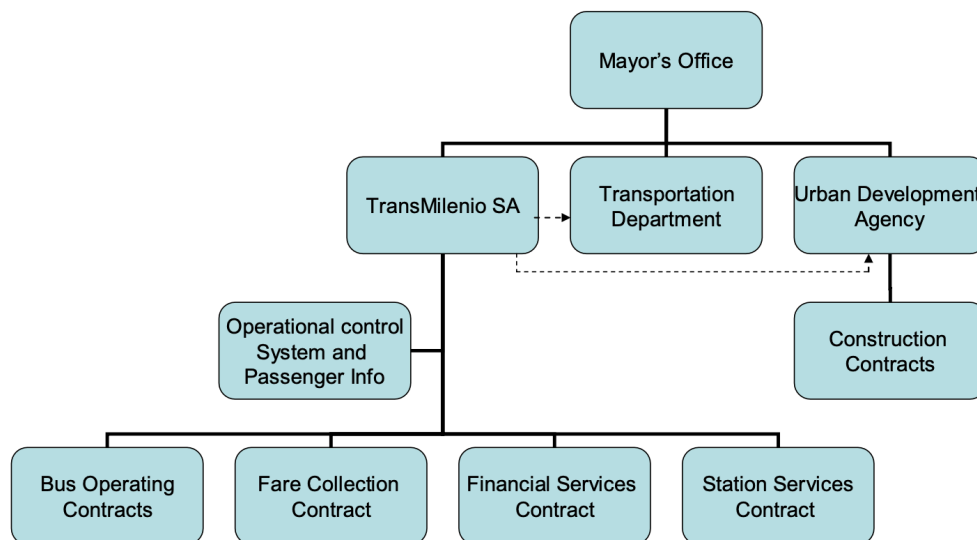 Mayor’s Office
TransMilenio SA
Transportation
Department
Urban Development
Agency
Operational control
System and
Passenger Info
Construction
Contracts
Bus Operating
Contracts
Fare Collection
Contract
Financial Services
Contract
Station Services
Contract